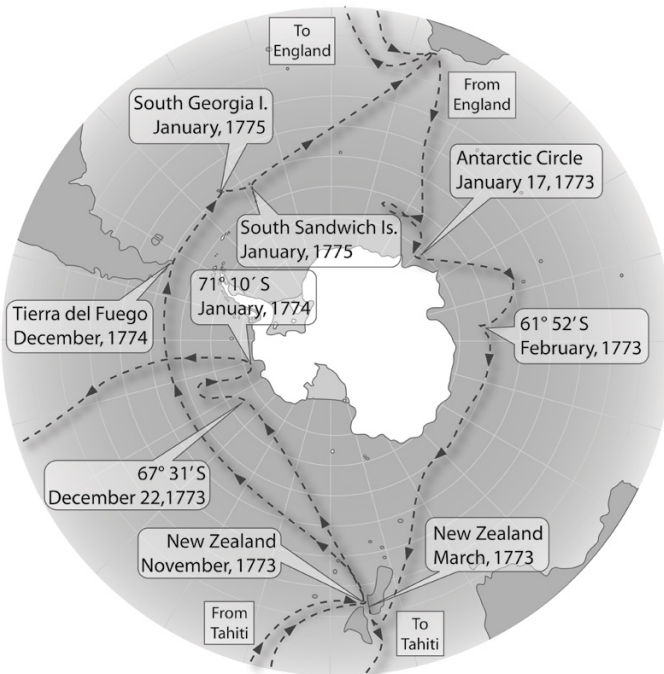 To
England
From
England
South Georgia I.
January, 1775
Antarctic Circle
January 17, 1773
South Sandwich Is.
January, 1775
71° 10´ S
January, 1774
Tierra del Fuego
December, 1774
61° 52′S
February, 1773
67° 31′S
December 22,1773
New Zealand
November, 1773
New Zealand
March, 1773
From
Tahiti
To
Tahiti